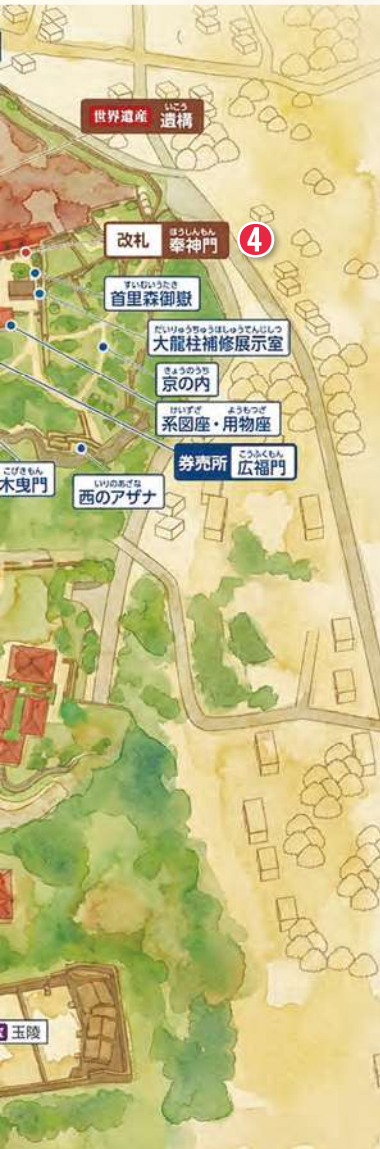 いこう
世界遺産 遺構
ほうしんもん
改札 奉神門 4
すいむいうたき
首里森御嶽
だいりゅうちゅうほしゅうてんじしつ
大龍柱補修展示室
きょうのうち
京の内
けいずざ ようもつざ
系図座・用物座
こうふくもん
券売所 広福門
こびきもん
木曳門
いりのあざな
西のアザナ
玉陵